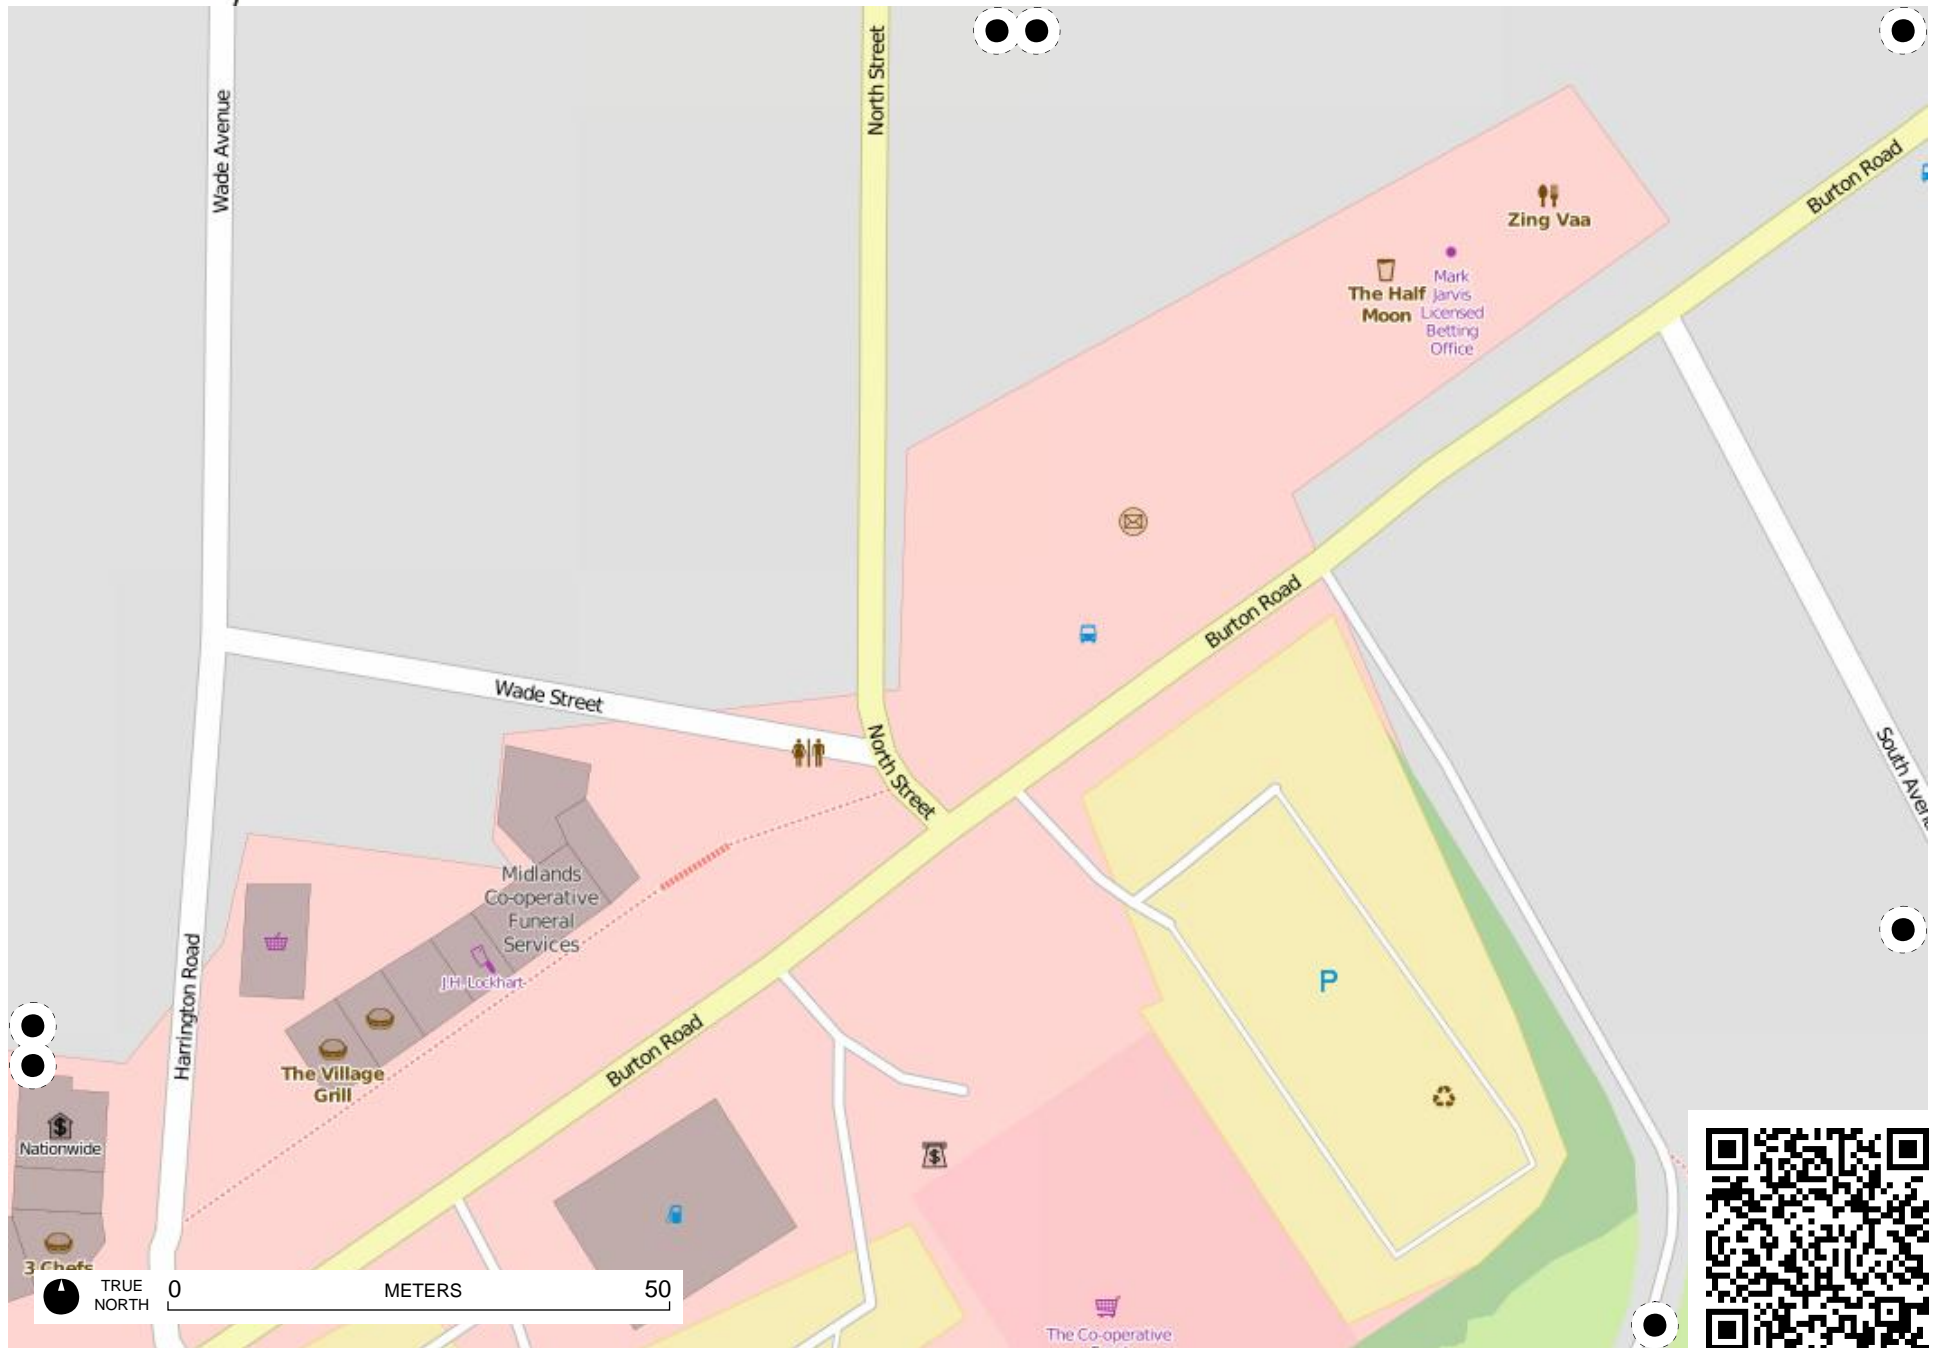 Wade Avenue
North Street
Burton Road
Zing Vaa
The Half
Moon
Mark
Jarvis
Licensed
Betting
Office
Burton Road
Wade Street
North Street
South
Midlands
Co-operative
Funeral
Services
J.H. Lockhart
Harrington Road
P
Burton Road
The Village
Grill
$
Nationwide
$
3 Chefs
TRUE
NORTH
0
METERS
50
The Co-operative